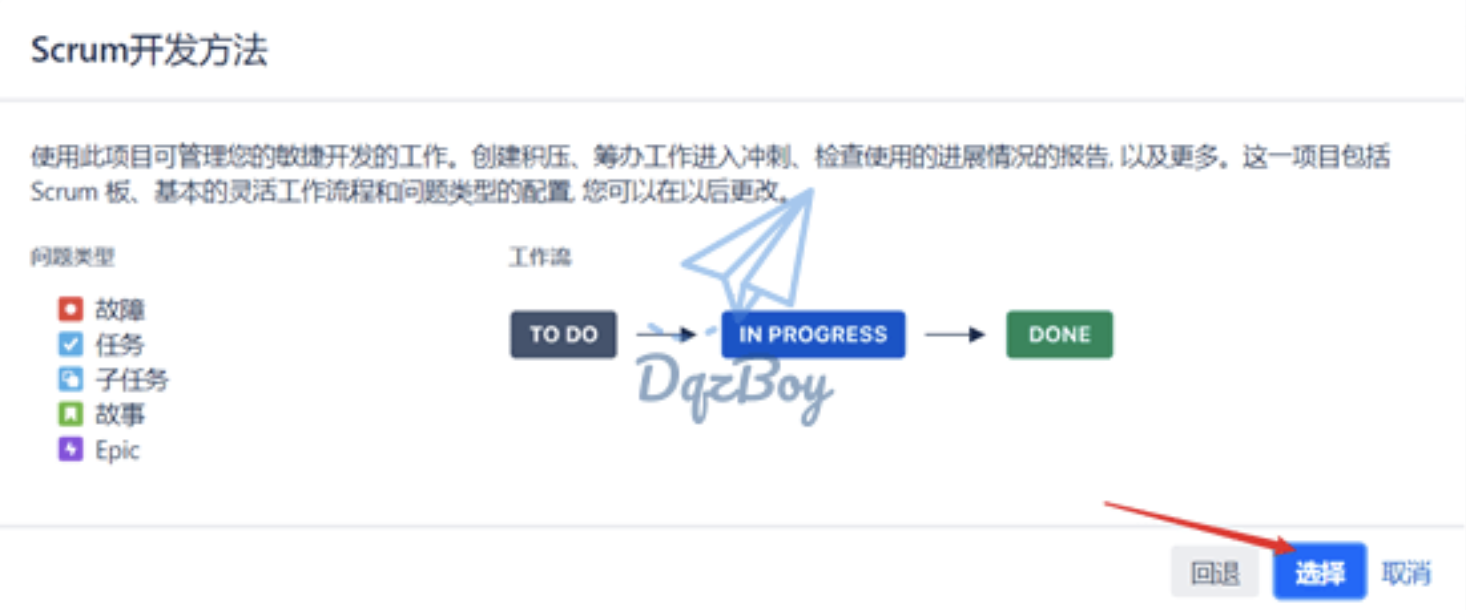 Scrum开发方法
使用此项目可管理您的敏捷开发的工作。创建积压、筹办工作进入冲刺、检查使用的进展情况的报告, 以及更多。这一项目包括
Scrum 板、基本的灵活工作流程和问题类型的配置, 您可以在以后更改。
问题类型
工作流
故障
任务
子任务
故事
Epic
TO DO
IN PROGRESS
DONE
DqzBoy
回退
选择
取消